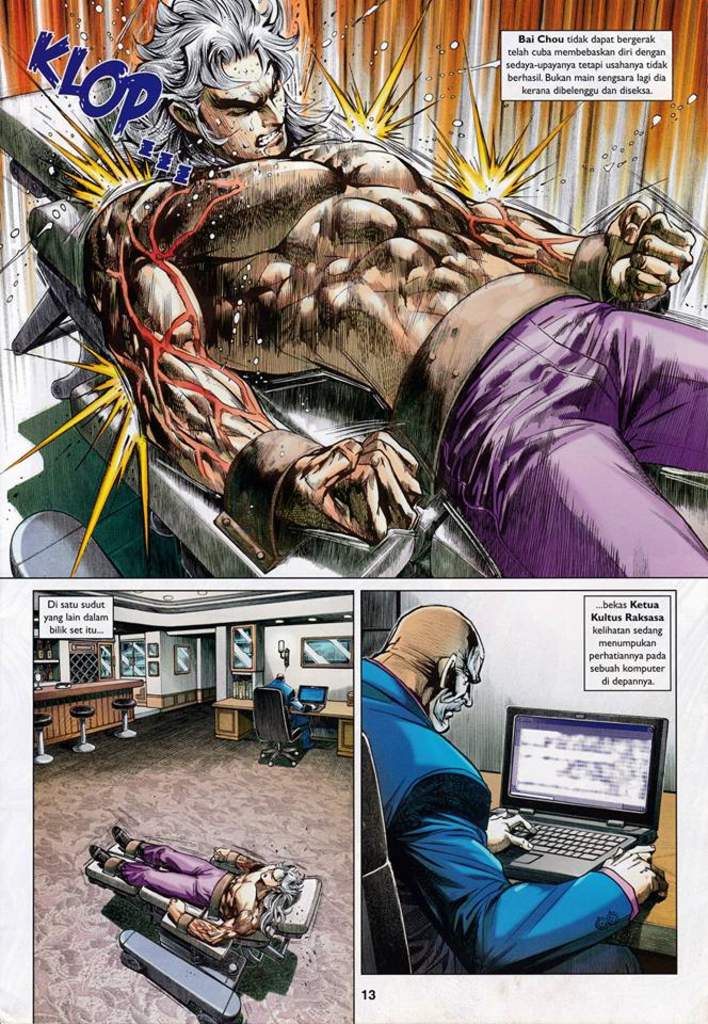 Bai Chou tidak dapat bergerak
telah cuba membebaskan diri dengan
sedaya-upayanya tetapi usahanya tidak
berhasil. Bukan main sengsara lagi dia
kerana dibelenggu dan diseksa.
KLOP
zzz
Di satu sudut
yang lain dalam
bilik set itu...
...bekas Ketua
Kultus Raksasa
kelihatan sedang
menumpukan
perhatiannya pada
sebuah komputer
di depannya.
13